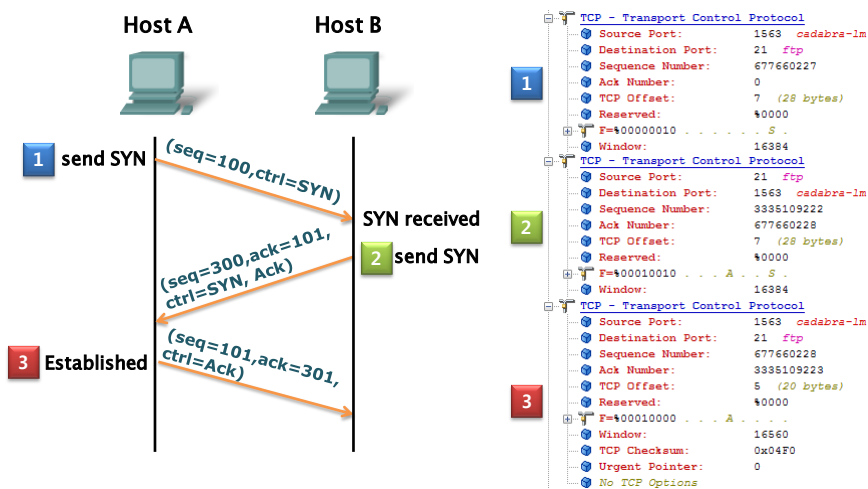 Host A
Host B
1 send SYN
(seq=100,ctrl=SYN)
SYN received
2 send SYN
(seq=300,ack=101,
ctrl=SYN, Ack)
3 Established
(seq=101,ack=301,
ctrl=Ack)
1
TCP - Transport Control Protocol
Source Port: 1563 cadabra-lm
Destination Port: 21 ftp
Sequence Number: 677660227
Ack Number: 0
TCP Offset: 7 (28 bytes)
Reserved: %0000
F=%00000010 . . . . . . S .
Window: 16384
2
TCP - Transport Control Protocol
Source Port: 21 ftp
Destination Port: 1563 cadabra-lm
Sequence Number: 3335109222
Ack Number: 677660228
TCP Offset: 7 (28 bytes)
Reserved: %0000
F=%00010010 . . . A . . S .
Window: 16384
3
TCP - Transport Control Protocol
Source Port: 1563 cadabra-lm
Destination Port: 21 ftp
Sequence Number: 677660228
Ack Number: 3335109223
TCP Offset: 5 (20 bytes)
Reserved: %0000
F=%00010000 . . . A . . . .
Window: 16560
TCP Checksum: 0x04F0
Urgent Pointer: 0
No TCP Options